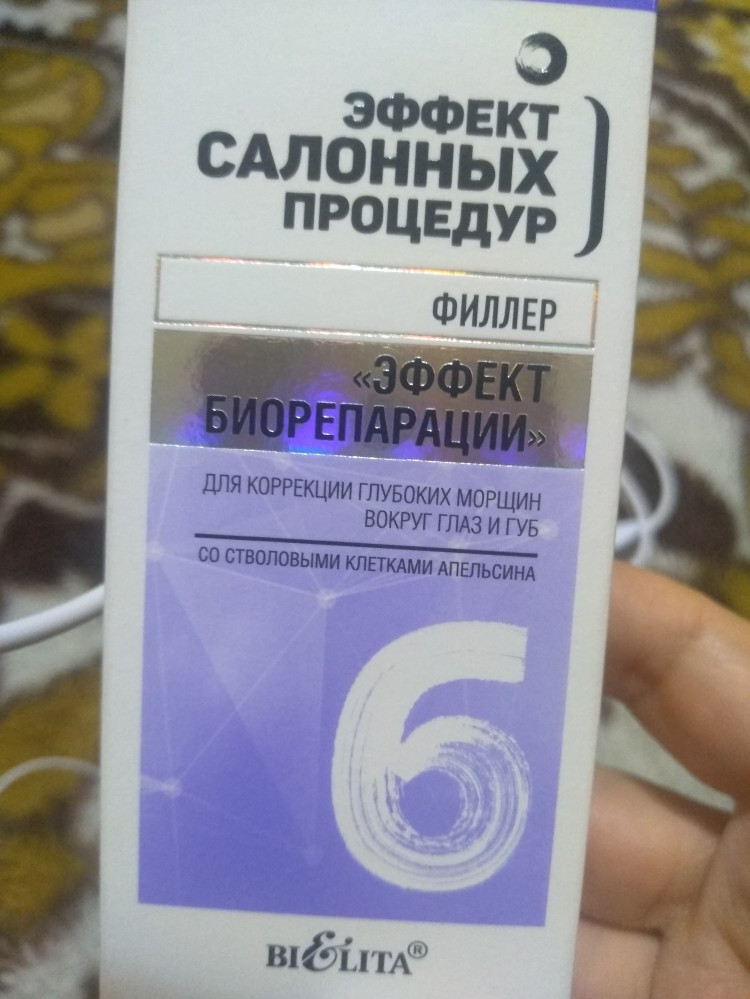 ЭФФЕКТ
САЛОННЫХ
ПРОЦЕДУР
ФИЛЛЕР
«ЭФФЕКТ
БИОРЕПАРАЦИИ»
ДЛЯ КОРРЕКЦИИ ГЛУБОКИХ МОРЩИН
ВОКРУГ ГЛАЗ И ГУБ
СО СТВОЛОВЫМИ КЛЕТКАМИ АПЕЛЬСИНА
6
BIELITA®